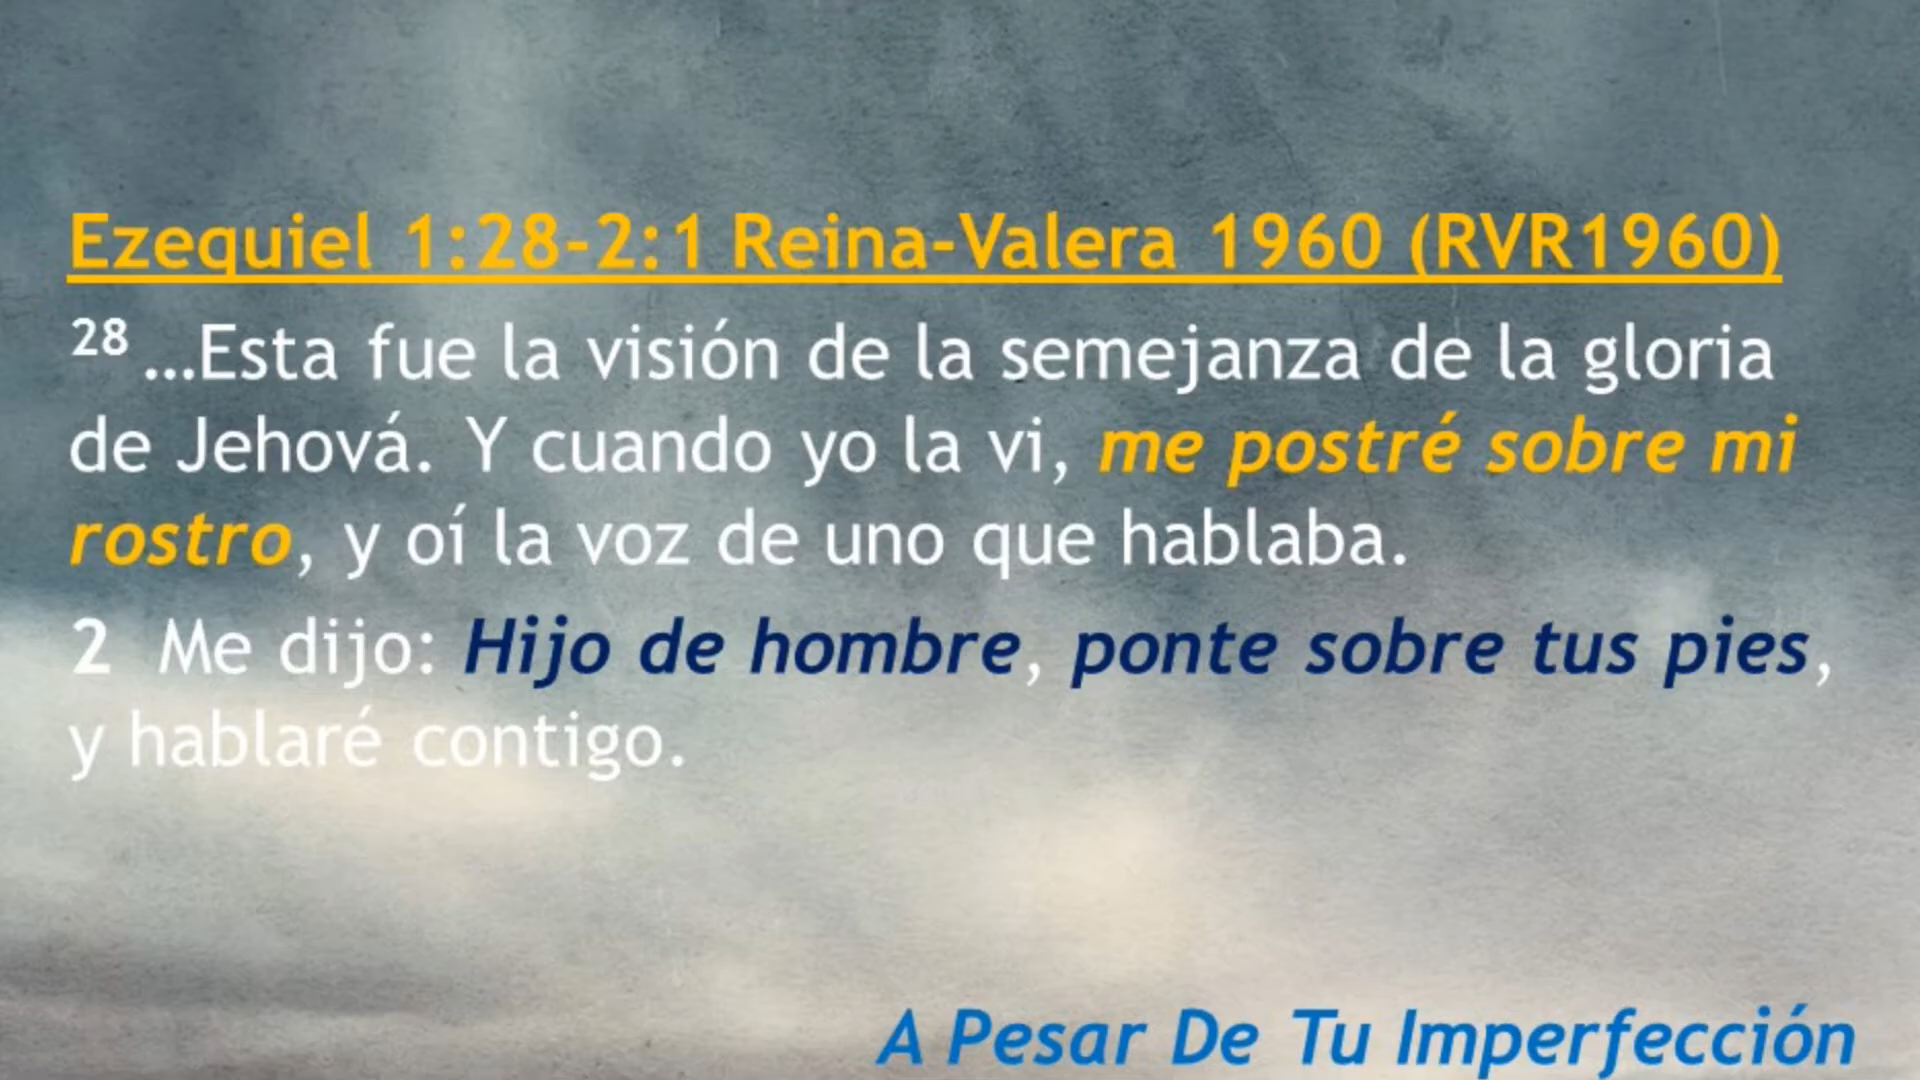 Ezequiel 1:28-2:1 Reina-Valera 1960 (RVR1960)
28 …Esta fue la visión de la semejanza de la gloria
de Jehová. Y cuando yo la vi, me postré sobre mi
rostro, y oí la voz de uno que hablaba.
2 Me dijo: Hijo de hombre, ponte sobre tus pies,
y hablaré contigo.
A Pesar De Tu Imperfección